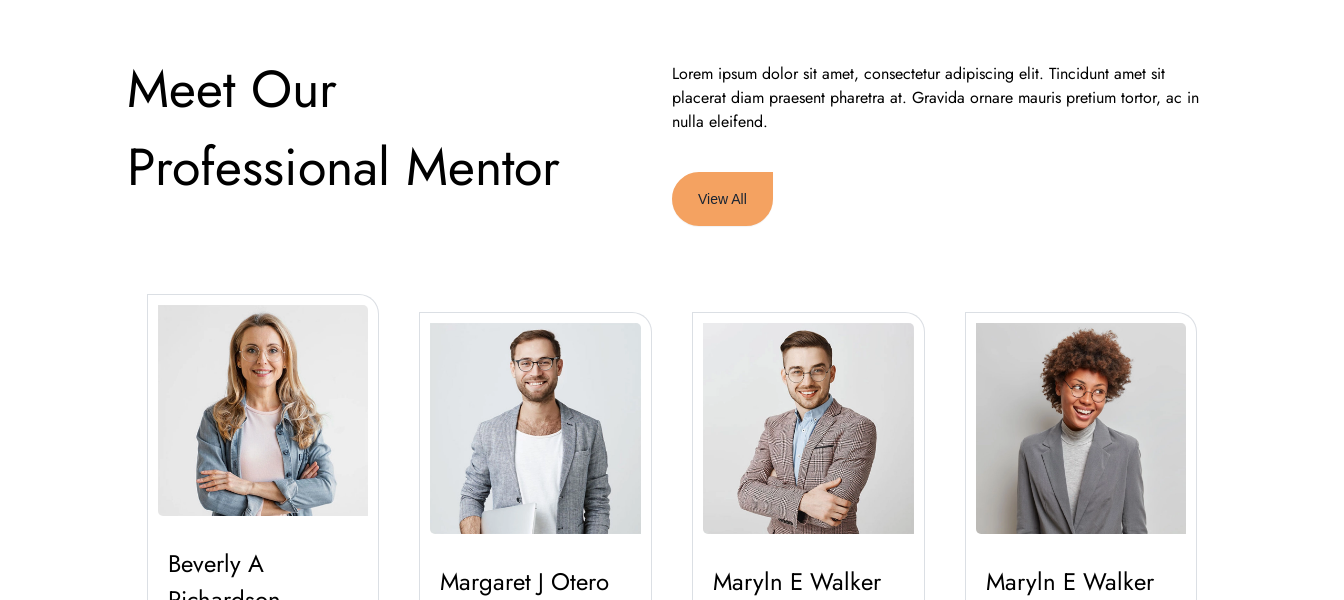 Meet Our
Professional Mentor
Lorem ipsum dolor sit amet, consectetur adipiscing elit. Tincidunt amet sit
placerat diam praesent pharetra at. Gravida ornare mauris pretium tortor, ac in
nulla eleifend.
View All
Beverly A
Richardson
Margaret J Otero
Maryln E Walker
Maryln E Walker